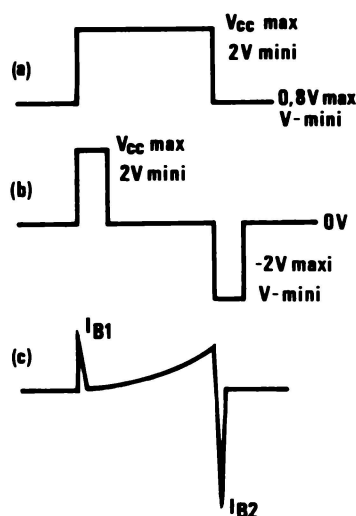 Vcc max
(a)
2V mini
0,8V max
V-mini
Vcc max
2V mini
(b)
0V
-2V maxi
V-mini
IB1
(c)
IB2